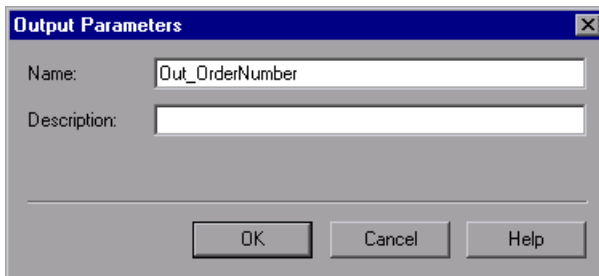 Output Parameters
Name: Out_OrderNumber
Description:
OK Cancel Help